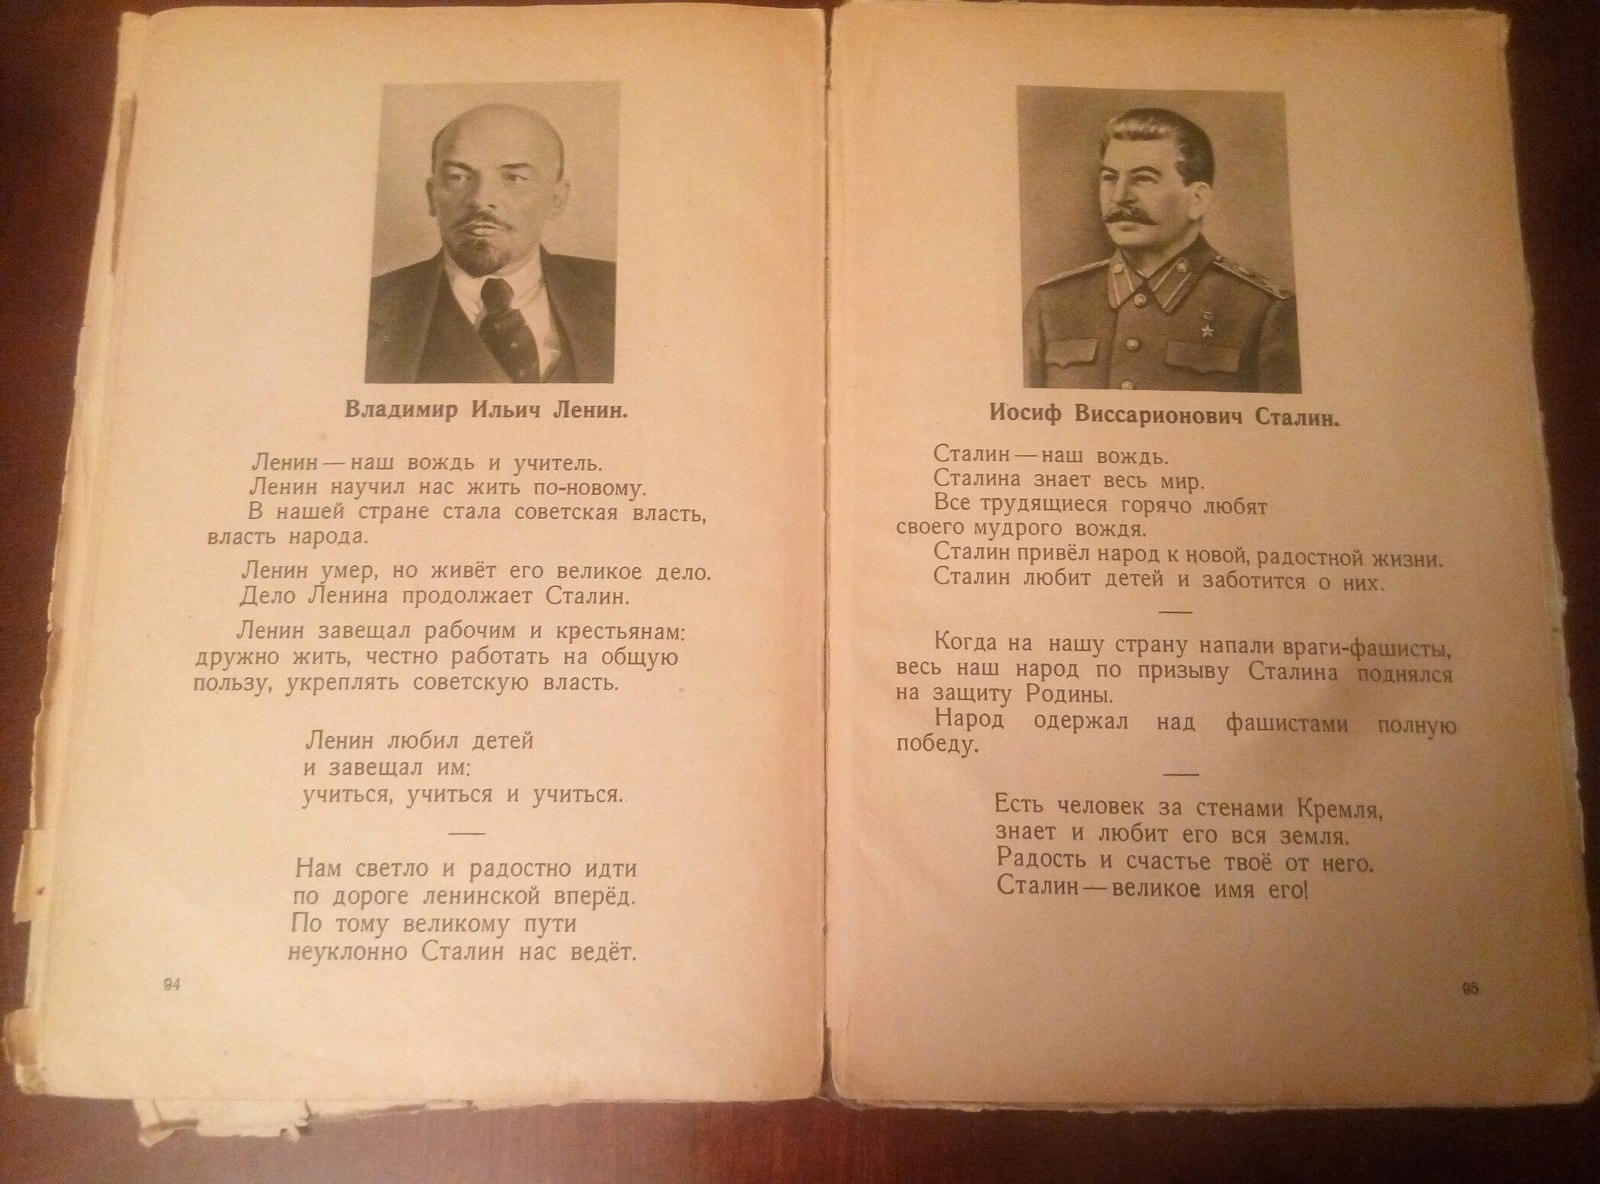 Владимир Ильич Ленин.
Ленин — наш вождь и учитель.
Ленин научил нас жить по-новому.
В нашей стране стала советская власть,
власть народа.
Ленин умер, но живёт его великое дело.
Дело Ленина продолжает Сталин.
Ленин завещал рабочим и крестьянам:
дружно жить, честно работать на общую
пользу, укреплять советскую власть.
Ленин любил детей
и завещал им:
учиться, учиться и учиться.
Нам светло и радостно идти
по дороге ленинской вперёд.
По тому великому пути
неуклонно Сталин нас ведёт.
94
Иосиф Виссарионович Сталин.
Сталин — наш вождь.
Сталина знает весь мир.
Все трудящиеся горячо любят
своего мудрого вождя.
Сталин привёл народ к новой, радостной жизни.
Сталин любит детей и заботится о них.
Когда на нашу страну напали враги-фашисты,
весь наш народ по призыву Сталина поднялся
на защиту Родины.
Народ одержал над фашистами полную
победу.
Есть человек за стенами Кремля,
знает и любит его вся земля.
Радость и счастье твоё от него.
Сталин — великое имя его!
95